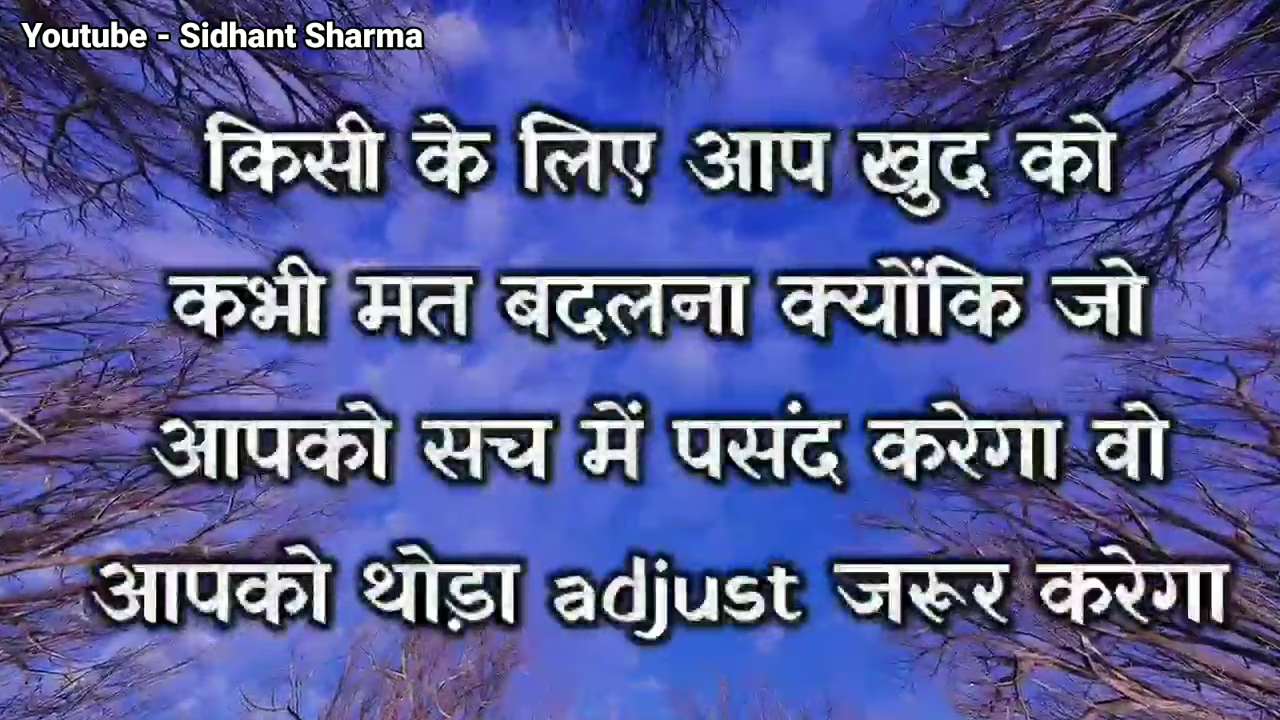 Youtube - Sidhant Sharma
किसी के लिए आप खुद को
कभी मत बदलना क्योंकि जो
आपको सच में पसंद करेगा वो
आपको थोड़ा adjust जरूर करेगा